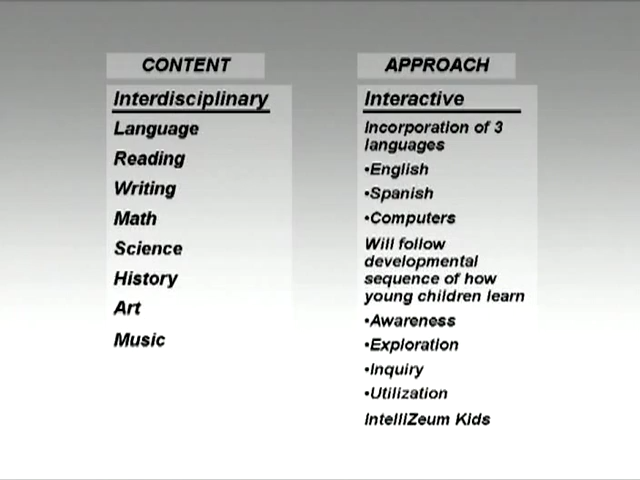 CONTENT
Interdisciplinary
Language
Reading
Writing
Math
Science
History
Art
Music
APPROACH
Interactive
Incorporation of 3
languages
•English
•Spanish
•Computers
Will follow
developmental
sequence of how
young children learn
•Awareness
•Exploration
•Inquiry
•Utilization
IntelliZeum Kids